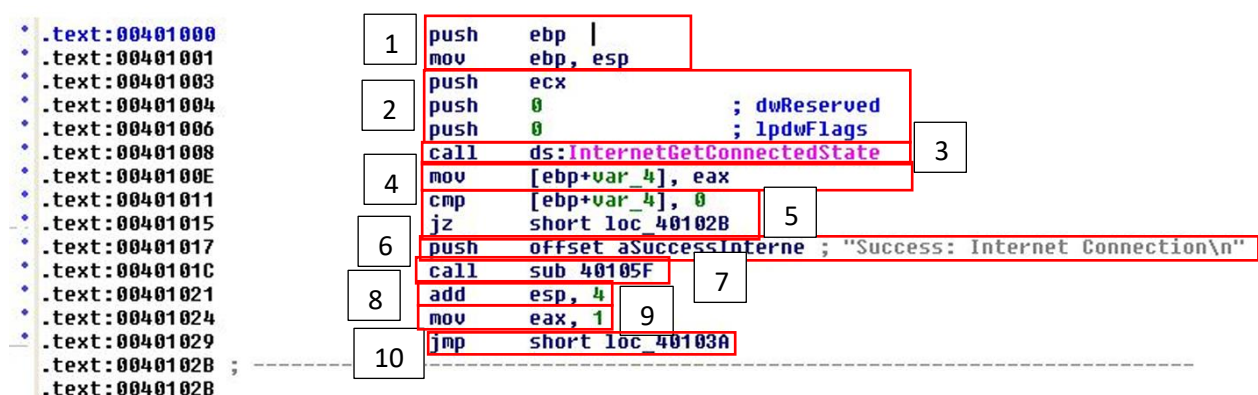 .text:00401000 push ebp
1
.text:00401001 mov ebp, esp
.text:00401003 push ecx
2
.text:00401004 push 0 ; dwReserved
.text:00401006 push 0 ; lpdwFlags
.text:00401008 call ds:InternetGetConnectedState
3
.text:0040100E mov [ebp+var_4], eax
4
.text:00401011 cmp [ebp+var_4], 0
5
.text:00401015 jz short loc_40102B
6
.text:00401017 push offset aSuccessInterne ; "Success: Internet Connection\n"
.text:0040101C call sub_40105F
7
.text:00401021 add esp, 4
8
.text:00401024 mov eax, 1
9
.text:00401029 jmp short loc_40103A
10
.text:0040102B ; ---------------------------------------------------------------------------
.text:0040102B